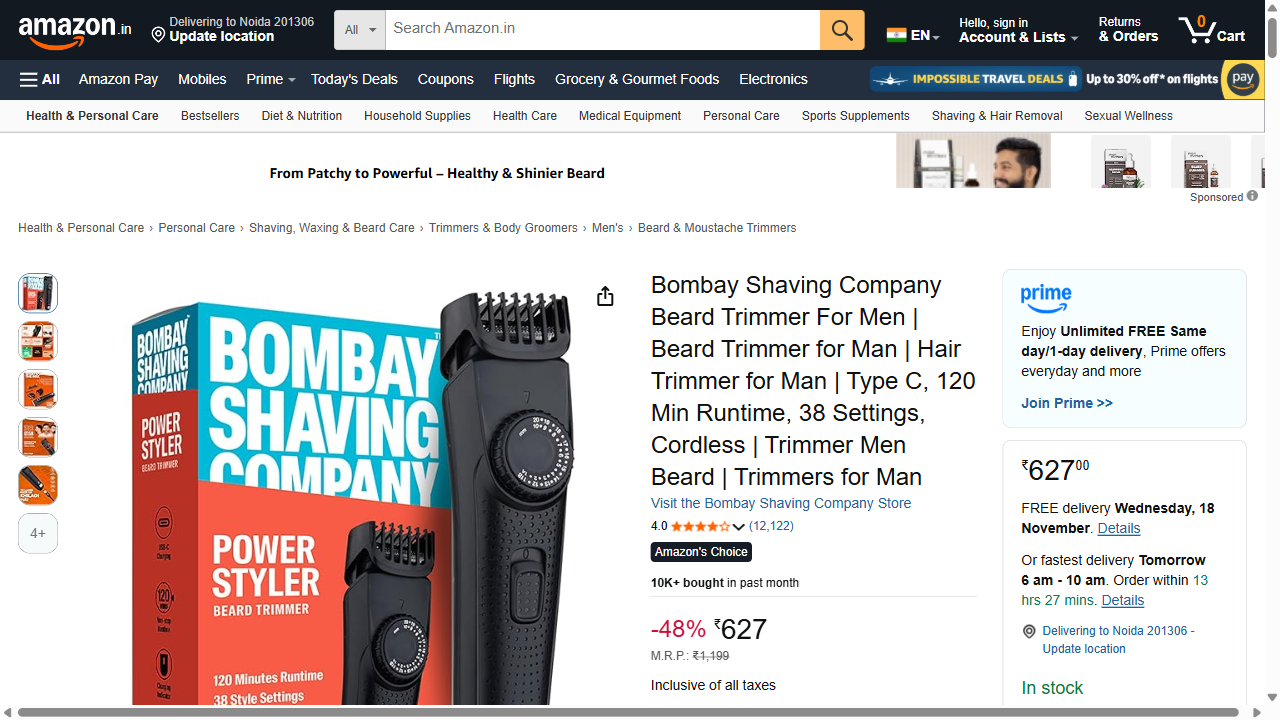 amazon.in
Delivering to Noida 201306
Update location
All
Search Amazon.in
EN
Hello, sign in
Account & Lists
Returns
& Orders
0
Cart
All
Amazon Pay
Mobiles
Prime
Today's Deals
Coupons
Flights
Grocery & Gourmet Foods
Electronics
IMPOSSIBLE TRAVEL DEALS
Up to 30% off* on flights
pay
Health & Personal Care
Bestsellers
Diet & Nutrition
Household Supplies
Health Care
Medical Equipment
Personal Care
Sports Supplements
Shaving & Hair Removal
Sexual Wellness
From Patchy to Powerful – Healthy & Shinier Beard
Sponsored
Health & Personal Care › Personal Care › Shaving, Waxing & Beard Care › Trimmers & Body Groomers › Men's › Beard & Moustache Trimmers
4+
BOMBAY
SHAVING
COMPANY
POWER
STYLER
BEARD TRIMMER
BOMBAY
SHAVING
COMPANY
POWER
STYLER
BEARD TRIMMER
120 Minutes Runtime
38 Style Settings
Bombay Shaving Company
Beard Trimmer For Men |
Beard Trimmer for Man | Hair
Trimmer for Man | Type C, 120
Min Runtime, 38 Settings,
Cordless | Trimmer Men
Beard | Trimmers for Man
Visit the Bombay Shaving Company Store
4.0 (12,122)
Amazon's Choice
10K+ bought in past month
-48% ₹627
M.R.P.: ₹1,199
Inclusive of all taxes
prime
Enjoy Unlimited FREE Same
day/1-day delivery, Prime offers
everyday and more
Join Prime >>
₹62700
FREE delivery Wednesday, 18
November. Details
Or fastest delivery Tomorrow
6 am - 10 am. Order within 13
hrs 27 mins. Details
Delivering to Noida 201306 -
Update location
In stock